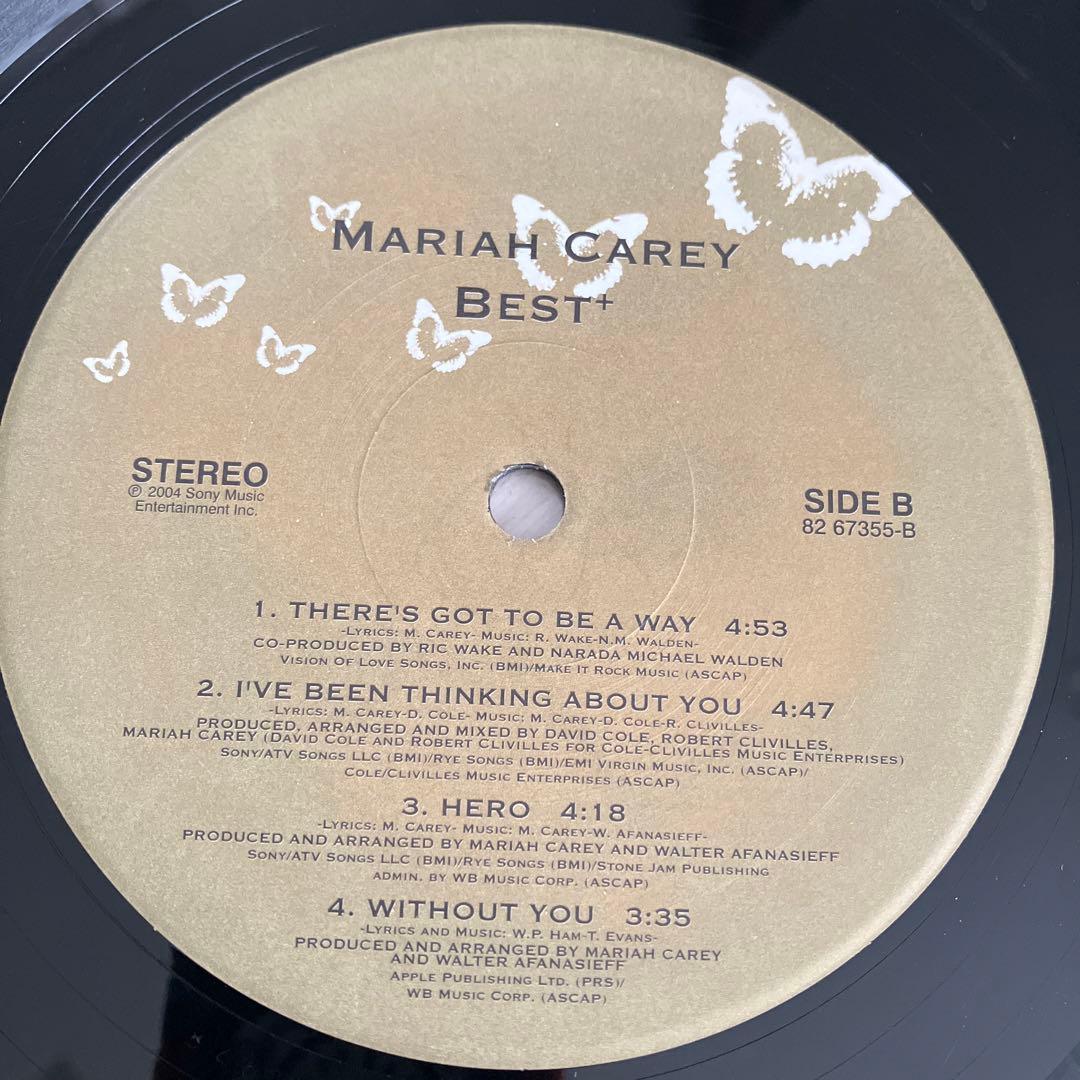 MARIAH CAREY
BEST+
STEREO
℗ 2004 Sony Music
Entertainment Inc.
SIDE B
82 67355-B
1. THERE'S GOT TO BE A WAY 4:53
-LYRICS: M. CAREY- MUSIC: R. WAKE-N.M. WALDEN-
CO-PRODUCED BY RIC WAKE AND NARADA MICHAEL WALDEN
VISION OF LOVE SONGS, INC. (BMI)/MAKE IT ROCK MUSIC (ASCAP)
2. I'VE BEEN THINKING ABOUT YOU 4:47
-LYRICS: M. CAREY-D. COLE- MUSIC: M. CAREY-D. COLE-R. CLIVILLES-
PRODUCED, ARRANGED AND MIXED BY DAVID COLE, ROBERT CLIVILLES,
MARIAH CAREY (DAVID COLE AND ROBERT CLIVILLES FOR COLE-CLIVILLES MUSIC ENTERPRISES)
SONY/ATV SONGS LLC (BMI)/RYE SONGS (BMI)/EMI VIRGIN MUSIC, INC. (ASCAP)/
COLE/CLIVILLES MUSIC ENTERPRISES (ASCAP)
3. HERO 4:18
-LYRICS: M. CAREY- MUSIC: M. CAREY-W. AFANASIEFF-
PRODUCED AND ARRANGED BY MARIAH CAREY AND WALTER AFANASIEFF
SONY/ATV SONGS LLC (BMI)/RYE SONGS (BMI)/STONE JAM PUBLISHING
ADMIN. BY WB MUSIC CORP. (ASCAP)
4. WITHOUT YOU 3:35
-LYRICS AND MUSIC: W.P. HAM-T. EVANS-
PRODUCED AND ARRANGED BY MARIAH CAREY
AND WALTER AFANASIEFF
APPLE PUBLISHING LTD. (PRS)/
WB MUSIC CORP. (ASCAP)